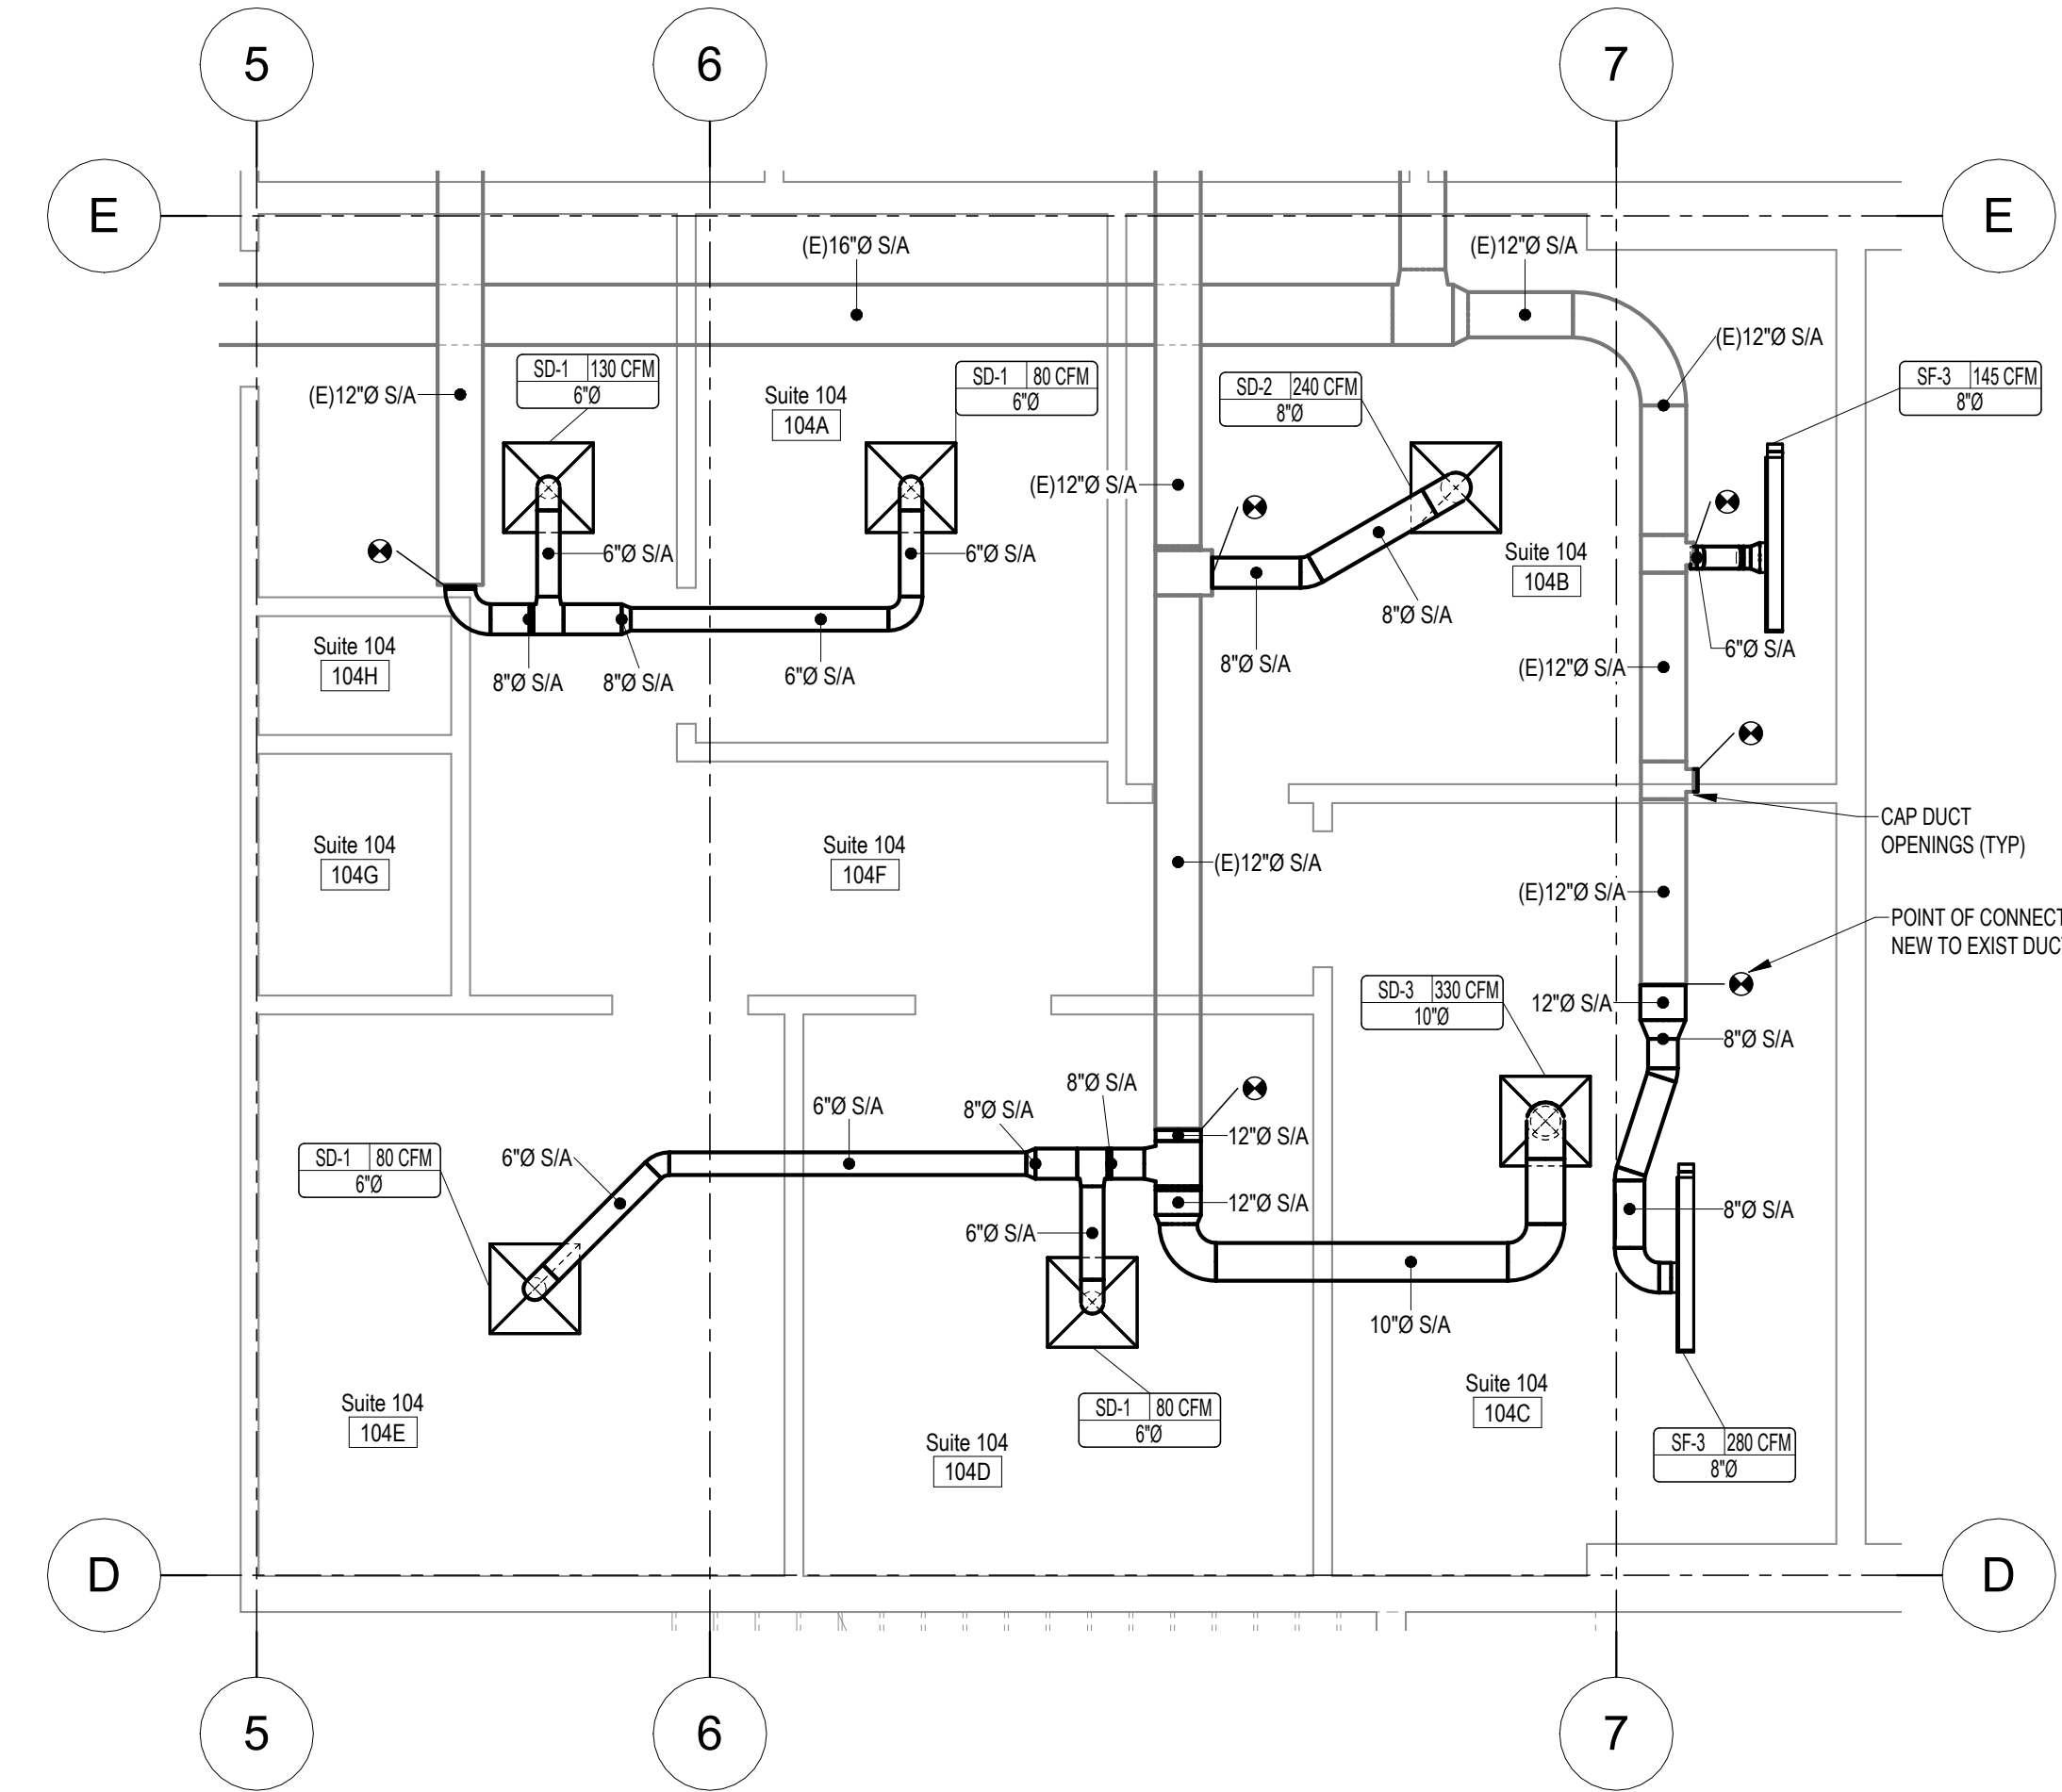 5
6
7
E
E
(E)16"Ø S/A
(E)12"Ø S/A
(E)12"Ø S/A
SD-1 130 CFM
6"Ø
SD-1 80 CFM
6"Ø
SD-2 240 CFM
8"Ø
SF-3 145 CFM
8"Ø
(E)12"Ø S/A
Suite 104
104A
(E)12"Ø S/A
6"Ø S/A
6"Ø S/A
Suite 104
104B
8"Ø S/A
6"Ø S/A
Suite 104
104H
8"Ø S/A
8"Ø S/A
6"Ø S/A
8"Ø S/A
(E)12"Ø S/A
CAP DUCT
OPENINGS (TYP)
Suite 104
104G
Suite 104
104F
(E)12"Ø S/A
(E)12"Ø S/A
POINT OF CONNECT
NEW TO EXIST DUCT
SD-3 330 CFM
10"Ø
12"Ø S/A
8"Ø S/A
8"Ø S/A
6"Ø S/A
8"Ø S/A
12"Ø S/A
SD-1 80 CFM
6"Ø
6"Ø S/A
12"Ø S/A
8"Ø S/A
6"Ø S/A
10"Ø S/A
Suite 104
104E
SD-1 80 CFM
6"Ø
Suite 104
104C
Suite 104
104D
SF-3 280 CFM
8"Ø
D
D
5
6
7